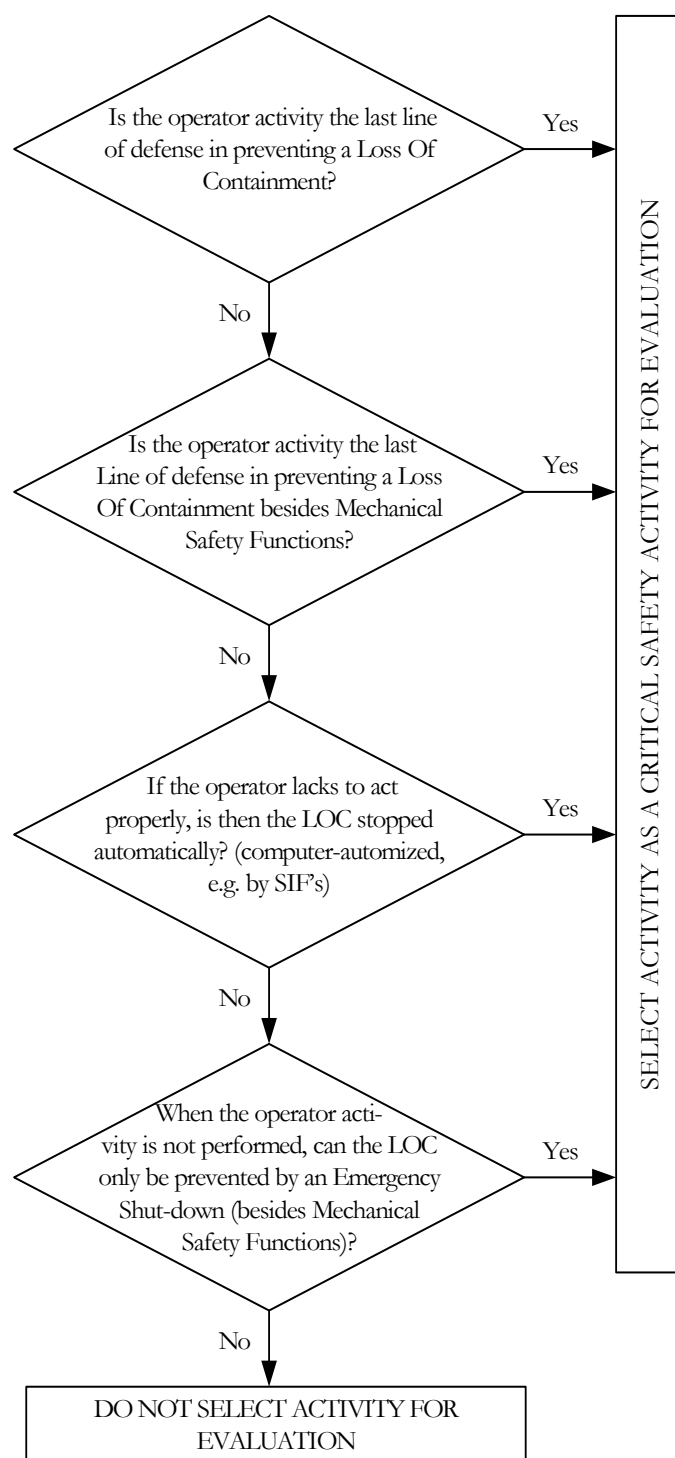 Is the operator activity the last line
of defense in preventing a Loss Of
Containment?
Yes
No
Is the operator activity the last
Line of defense in preventing a Loss
Of Containment besides Mechanical
Safety Functions?
Yes
No
If the operator lacks to act
properly, is then the LOC stopped
automatically? (computer-automized,
e.g. by SIF's)
Yes
No
When the operator acti-
vity is not performed, can the LOC
only be prevented by an Emergency
Shut-down (besides Mechanical
Safety Functions)?
Yes
No
DO NOT SELECT ACTIVITY FOR
EVALUATION
SELECT ACTIVITY AS A CRITICAL SAFETY ACTIVITY FOR EVALUATION